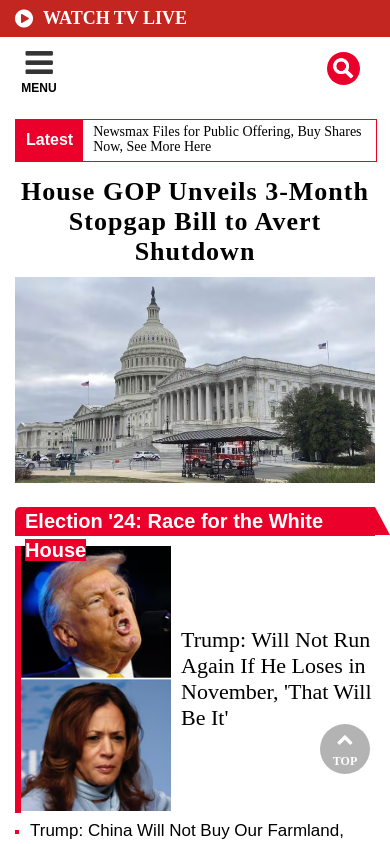 WATCH TV LIVE
MENU
Latest
Newsmax Files for Public Offering, Buy Shares
Now, See More Here
House GOP Unveils 3-Month
Stopgap Bill to Avert
Shutdown
Election '24: Race for the White
House
Trump: Will Not Run
Again If He Loses in
November, 'That Will
Be It'
TOP
Trump: China Will Not Buy Our Farmland,